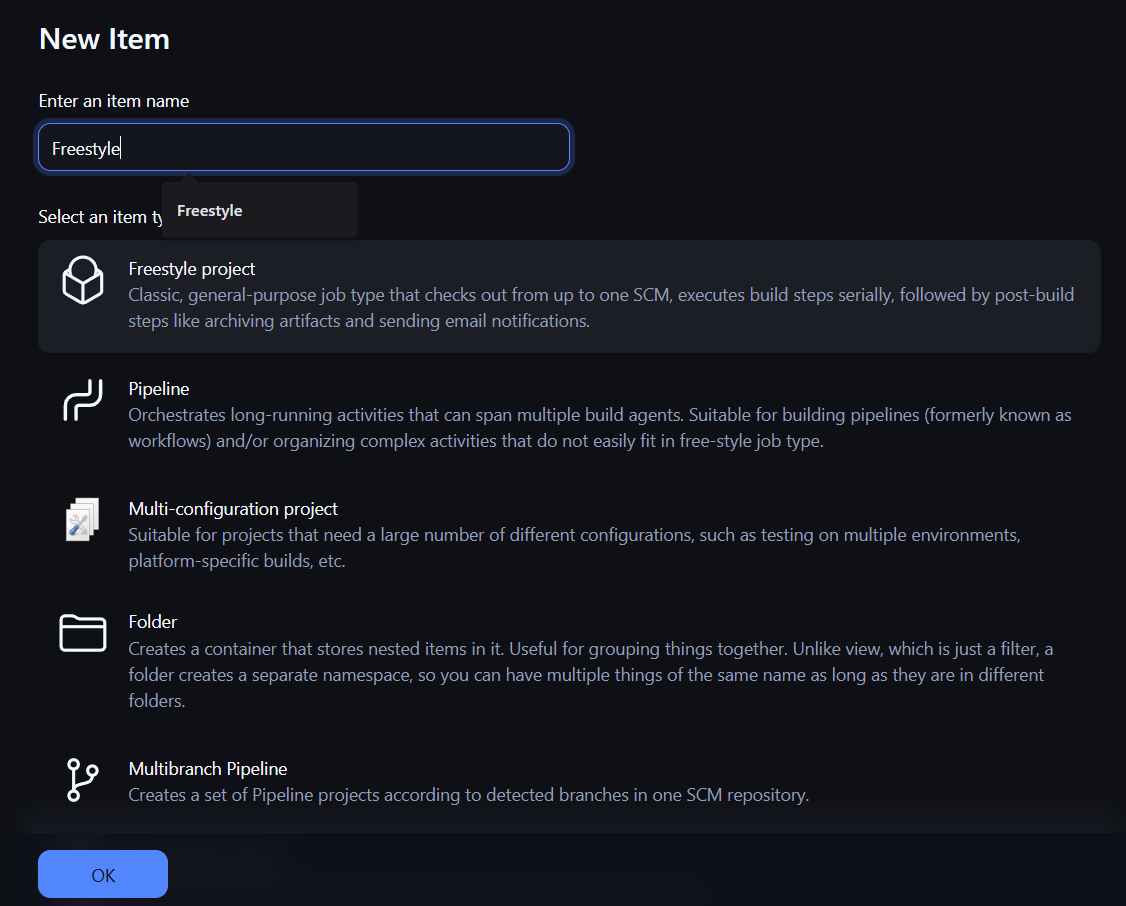 New Item
Enter an item name
Freestyle
Freestyle
Select an item ty
Freestyle project
Classic, general-purpose job type that checks out from up to one SCM, executes build steps serially, followed by post-build
steps like archiving artifacts and sending email notifications.
Pipeline
Orchestrates long-running activities that can span multiple build agents. Suitable for building pipelines (formerly known as
workflows) and/or organizing complex activities that do not easily fit in free-style job type.
Multi-configuration project
Suitable for projects that need a large number of different configurations, such as testing on multiple environments,
platform-specific builds, etc.
Folder
Creates a container that stores nested items in it. Useful for grouping things together. Unlike view, which is just a filter, a
folder creates a separate namespace, so you can have multiple things of the same name as long as they are in different
folders.
Multibranch Pipeline
Creates a set of Pipeline projects according to detected branches in one SCM repository.
OK